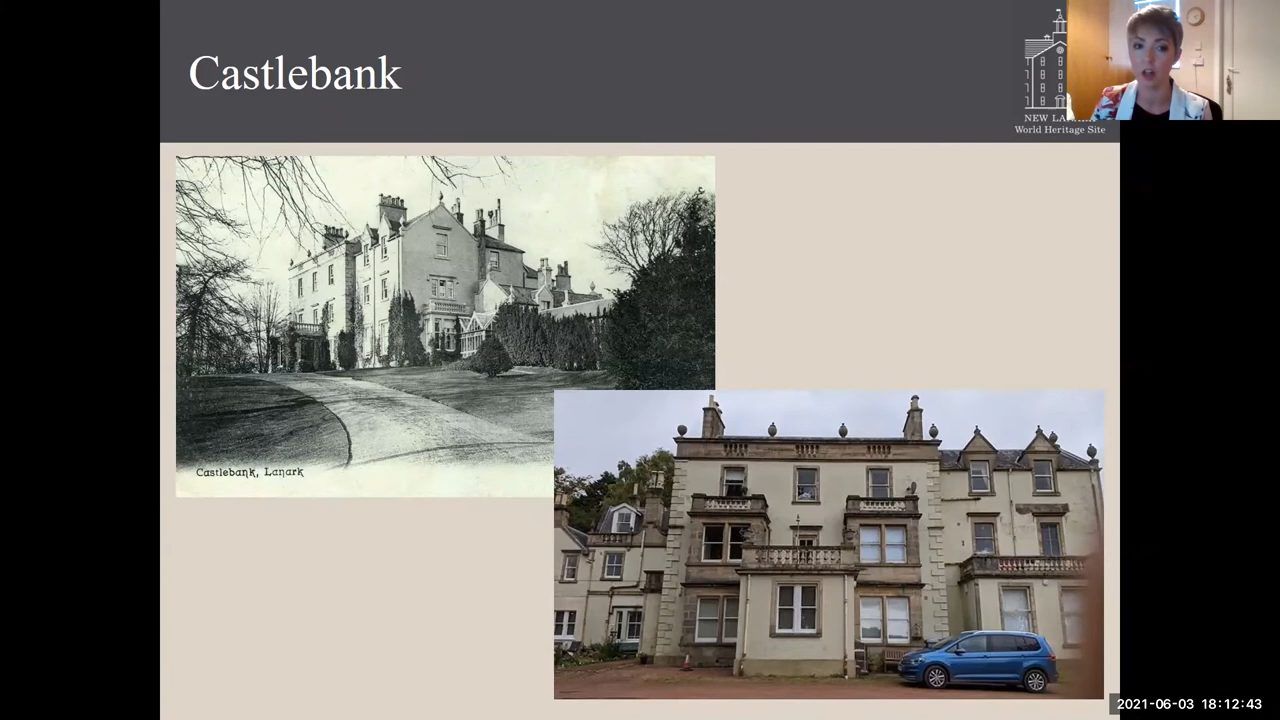 Castlebank
NEW LA
World Heritage Site
Castlebank, Lanark
2021-06-03 18:12:43